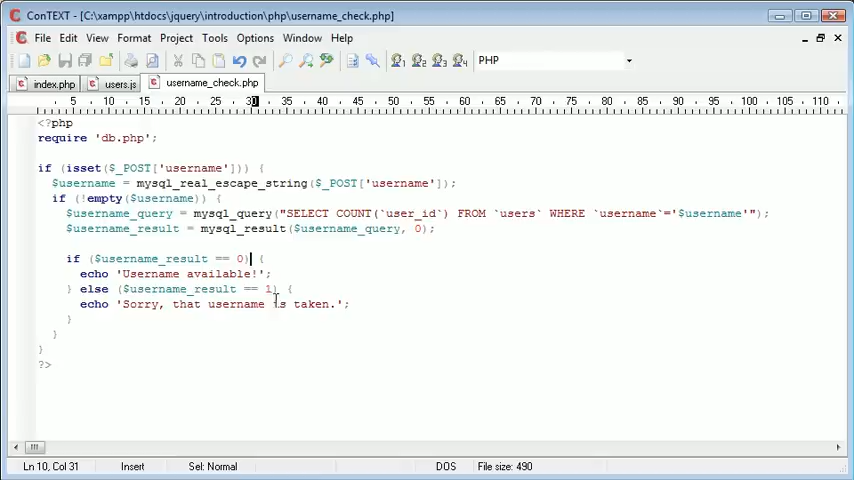 ConTEXT - [C:\xampp\htdocs\jquery\introduction\php\username_check.php]
File Edit View Format Project Tools Options Window Help
1 2 3 4 PHP
index.php users.js username_check.php
5 10 15 20 25 30 35 40 45 50 55 60 65 70 75 80 85 90 95 100 105 110
<?php
require 'db.php';
if (isset($_POST['username'])) {
$username = mysql_real_escape_string($_POST['username']);
if (!empty($username)) {
$username_query = mysql_query("SELECT COUNT(`user_id`) FROM `users` WHERE `username`='$username'");
$username_result = mysql_result($username_query, 0);
if ($username_result == 0) {
echo 'Username available!';
} else ($username_result == 1) {
echo 'Sorry, that username is taken.';
}
}
}
?>
Ln 10, Col 31 Insert Sel: Normal DOS File size: 490